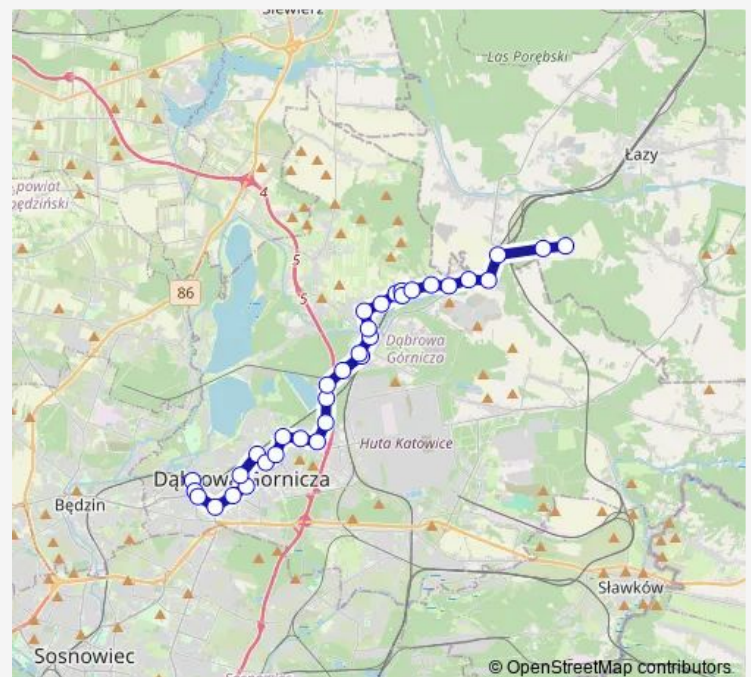 Siewierz
Las Porębski
Łazy
powiat
będziński
4
5
86
5
Dąbrowa
Górnicza
Huta Katowice
Dąbrowa Górnicza
Będzin
Sławków
Sosnowiec
Sosnowiec
© OpenStreetMap contributors